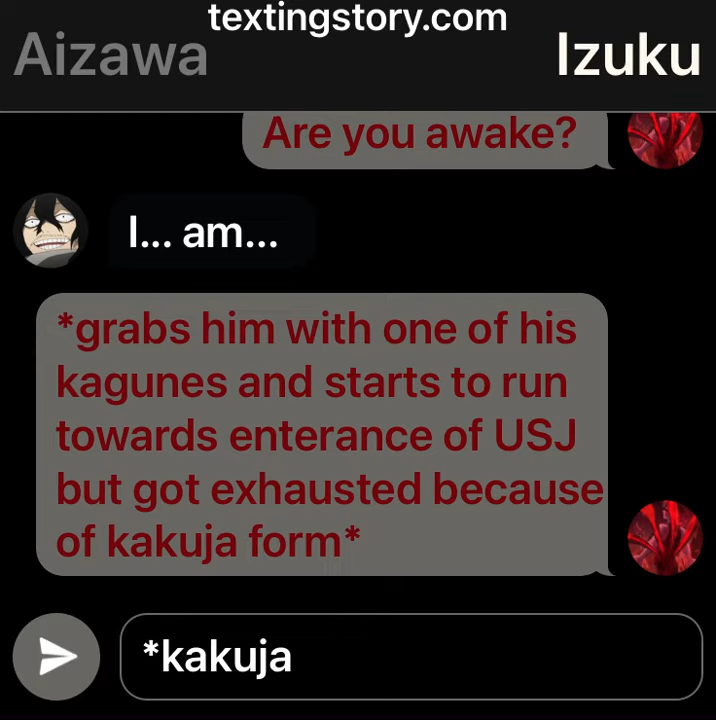 textingstory.com
Aizawa
Izuku
Are you awake?
I... am...
*grabs him with one of his
kagunes and starts to run
towards enterance of USJ
but got exhausted because
of kakuja form*
*kakuja